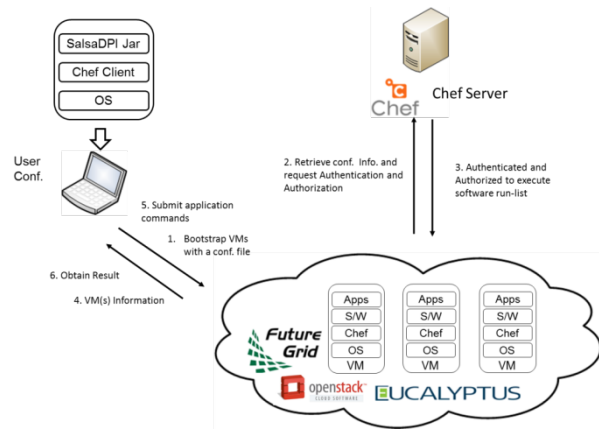 SalsaDPI Jar
Chef Client
OS
User
Conf.
Chef
Chef Server
2. Retrieve conf. Info. and
request Authentication and
Authorization
3. Authenticated and
Authorized to execute
software run-list
5. Submit application
commands
1. Bootstrap VMs
with a conf. file
6. Obtain Result
4. VM(s) Information
Future
Grid
Apps
S/W
Chef
OS
VM
Apps
S/W
Chef
OS
VM
Apps
S/W
Chef
OS
VM
openstack
CLOUD SOFTWARE
EUCALYPTUS